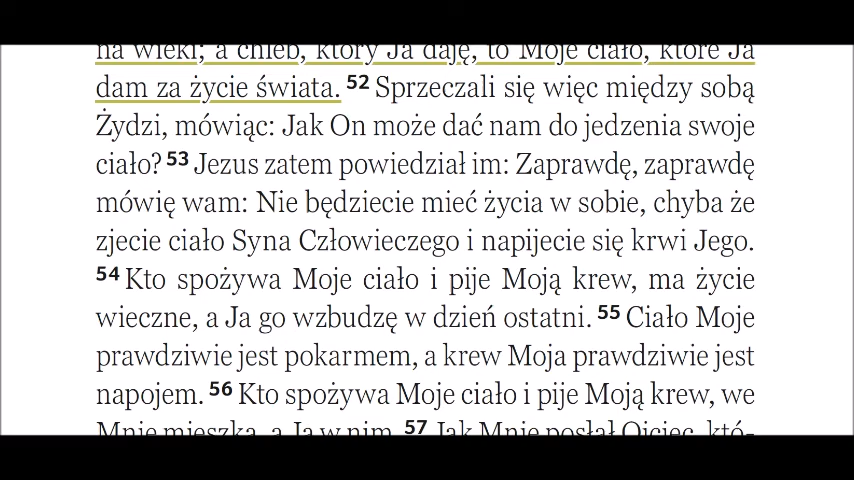 na wieki; a chleb, który Ja daję, to Moje ciało, które Ja
dam za życie świata. 52 Sprzeczali się więc między sobą
Żydzi, mówiąc: Jak On może dać nam do jedzenia swoje
ciało? 53 Jezus zatem powiedział im: Zaprawdę, zaprawdę
mówię wam: Nie będziecie mieć życia w sobie, chyba że
zjecie ciało Syna Człowieczego i napijecie się krwi Jego.
54 Kto spożywa Moje ciało i pije Moją krew, ma życie
wieczne, a Ja go wzbudzę w dzień ostatni. 55 Ciało Moje
prawdziwie jest pokarmem, a krew Moja prawdziwie jest
napojem. 56 Kto spożywa Moje ciało i pije Moją krew, we
Mnie mieszka, a Ja w nim. 57 Jak Mnie posłał Ojciec, któ-